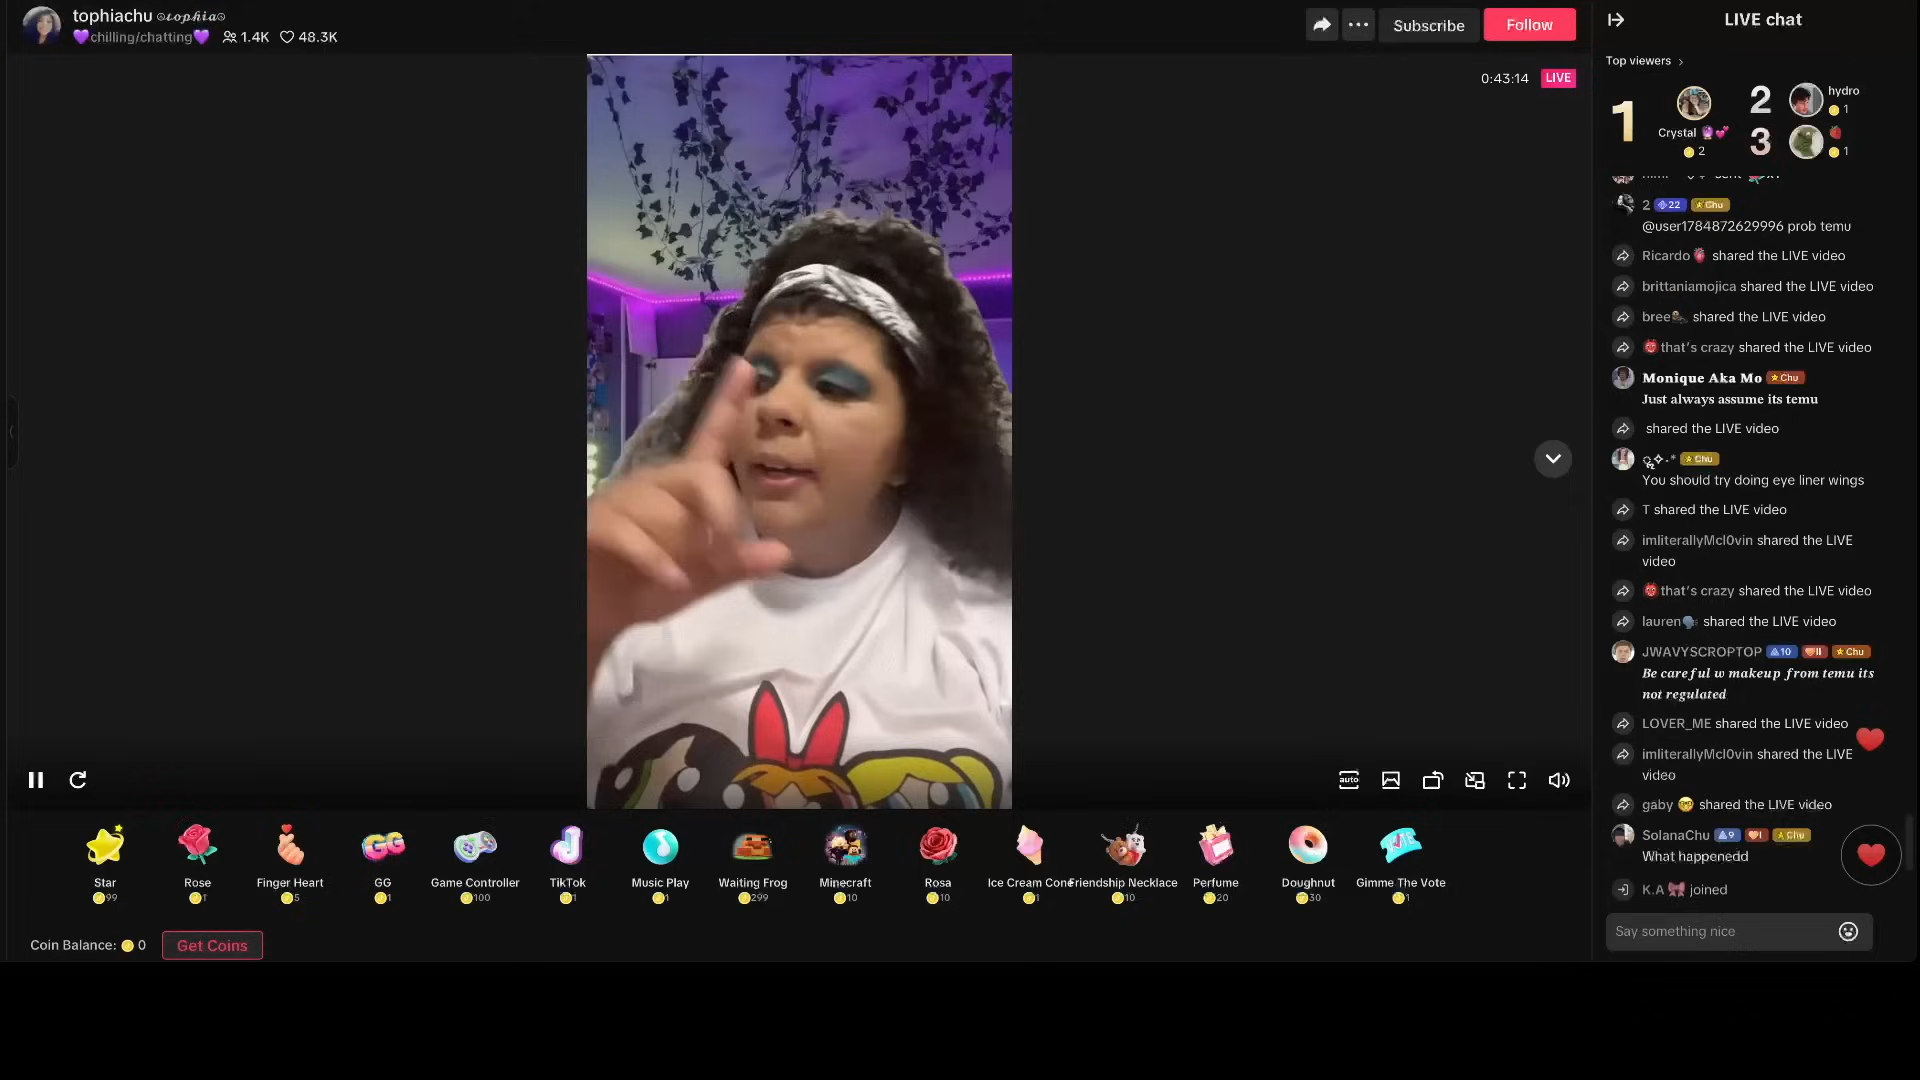 tophiachu ☮𝓽𝓸𝓹𝓱𝓲𝓪☮
💜chilling/chatting💜 1.4K 48.3K
Subscribe
Follow
0:43:14 LIVE
auto
Star
99
Rose
1
Finger Heart
5
GG
1
Game Controller
100
TikTok
1
Music Play
1
Waiting Frog
299
Minecraft
10
Rosa
10
Ice Cream Cone
1
Friendship Necklace
10
Perfume
20
Doughnut
30
Gimme The Vote
1
Coin Balance: 0 Get Coins
LIVE chat
Top viewers
1
Crystal 🔮💕
2
2
hydro
1
3
🍓
1
2 22 Chu
@user1784872629996 prob temu
Ricardo🫀 shared the LIVE video
brittaniamojica shared the LIVE video
bree shared the LIVE video
👹that's crazy shared the LIVE video
Monique Aka Mo Chu
Just always assume its temu
shared the LIVE video
Chu
You should try doing eye liner wings
T shared the LIVE video
imliterallyMcl0vin shared the LIVE
video
👹that's crazy shared the LIVE video
lauren🗣️ shared the LIVE video
JWAVYSCROPTOP 10 II Chu
Be careful w makeup from temu its
not regulated
LOVER_ME shared the LIVE video
imliterallyMcl0vin shared the LIVE
video
gaby 🤓 shared the LIVE video
SolanaChu 9 I Chu
What happenedd
K.A 🎀 joined
Say something nice